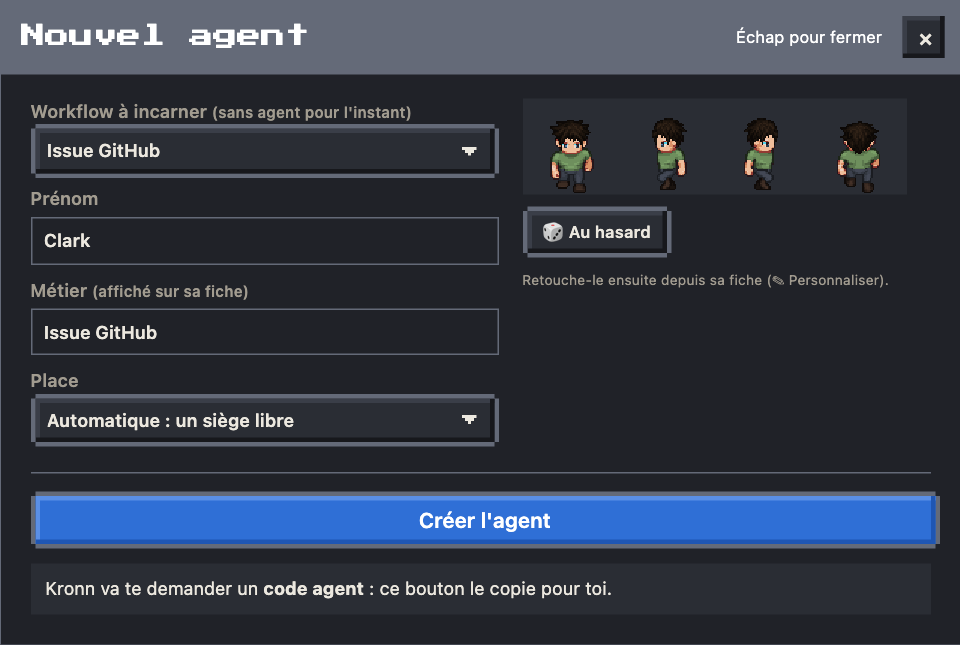 Nouvel agent
Échap pour fermer
×
Workflow à incarner (sans agent pour l'instant)
Issue GitHub
Prénom
Clark
Métier (affiché sur sa fiche)
Issue GitHub
Place
Automatique : un siège libre
🎲 Au hasard
Retouche-le ensuite depuis sa fiche (✎ Personnaliser).
Créer l'agent
Kronn va te demander un code agent : ce bouton le copie pour toi.